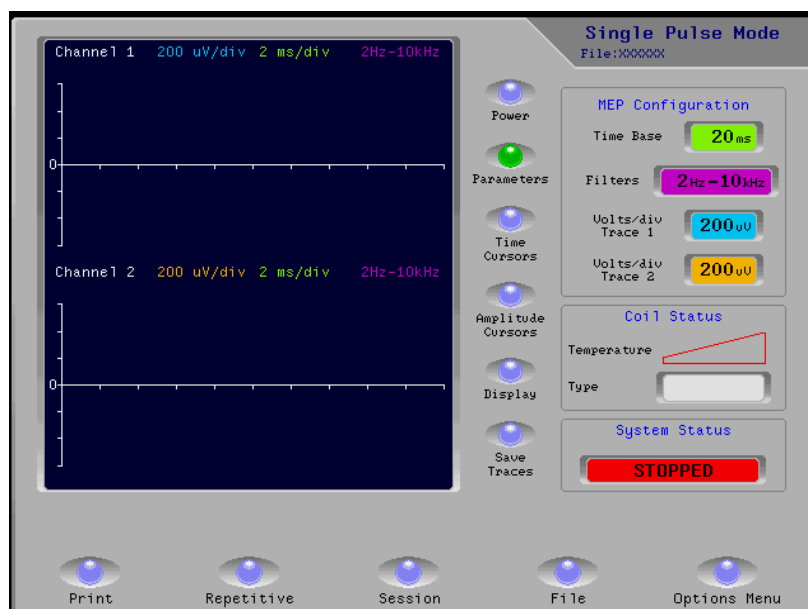 Single Pulse Mode
File:XXXXXX
Channel 1 200 uV/div 2 ms/div 2Hz-10kHz
0
Channel 2 200 uV/div 2 ms/div 2Hz-10kHz
0
Power
Parameters
Time
Cursors
Amplitude
Cursors
Display
Save
Traces
MEP Configuration
Time Base 20ms
Filters 2Hz-10kHz
Volts/div
Trace 1
200uV
Volts/div
Trace 2
200uV
Coil Status
Temperature
Type
System Status
STOPPED
Print Repetitive Session File Options Menu